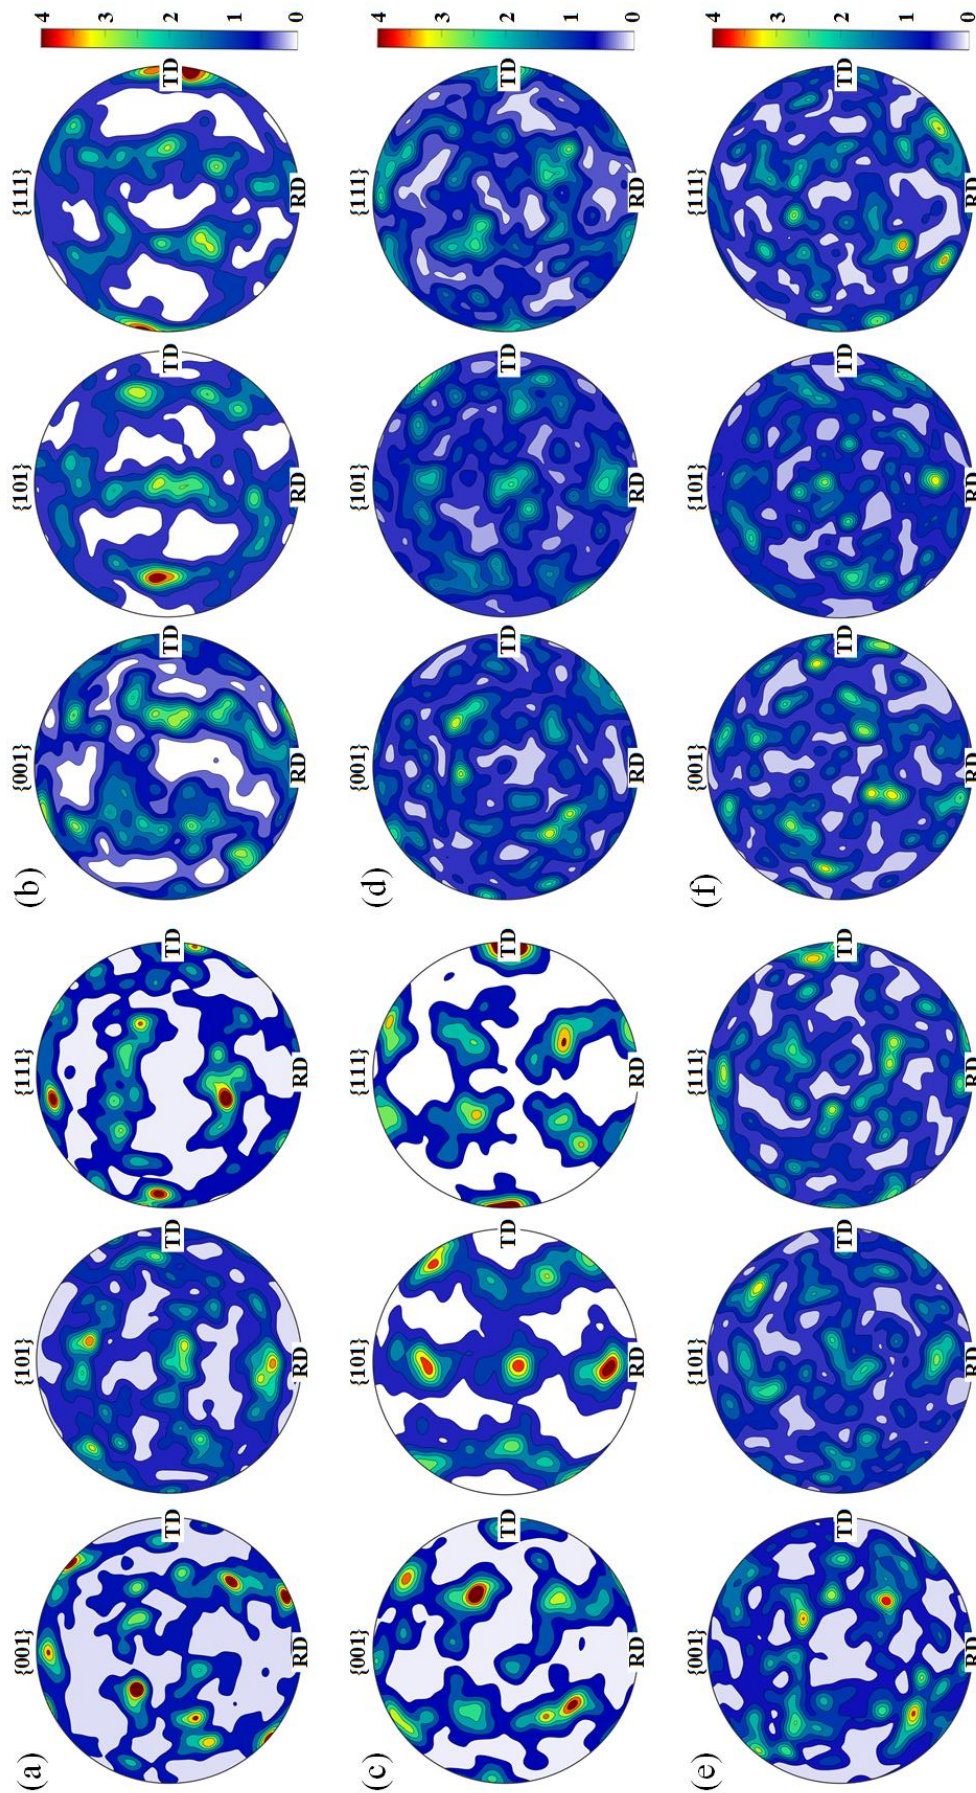 (a) {001} {101} {111} (b) {001} {101} {111}
4
3
TD TD TD TD TD TD 2
1
RD RD RD RD RD RD 0
(c) {001} {101} {111} (d) {001} {101} {111}
4
3
TD TD TD TD TD TD 2
1
RD RD RD RD RD RD 0
(e) {001} {101} {111} (f) {001} {101} {111}
4
3
TD TD TD TD TD TD 2
1
RD RD RD RD RD RD 0